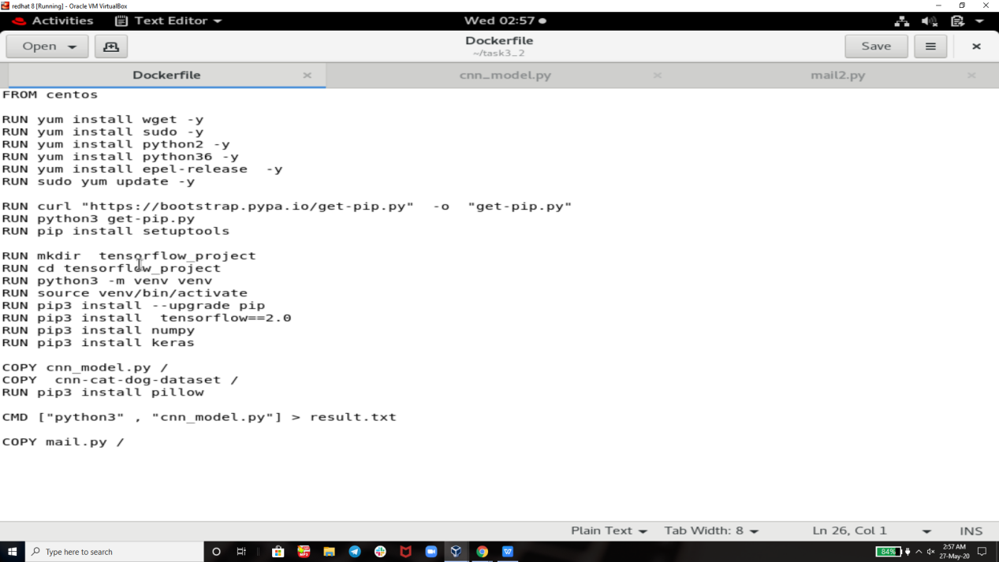 redhat 8 [Running] - Oracle VM VirtualBox
Activities Text Editor Wed 02:57
Open Dockerfile Save
~/task3_2
Dockerfile cnn_model.py mail2.py
FROM centos
RUN yum install wget -y
RUN yum install sudo -y
RUN yum install python2 -y
RUN yum install python36 -y
RUN yum install epel-release  -y
RUN sudo yum update -y
RUN curl "https://bootstrap.pypa.io/get-pip.py"  -o  "get-pip.py"
RUN python3 get-pip.py
RUN pip install setuptools
RUN mkdir  tensorflow_project
RUN cd tensorflow_project
RUN python3 -m venv venv
RUN source venv/bin/activate
RUN pip3 install --upgrade pip
RUN pip3 install  tensorflow==2.0
RUN pip3 install numpy
RUN pip3 install keras
COPY cnn_model.py /
COPY  cnn-cat-dog-dataset /
RUN pip3 install pillow
CMD ["python3" , "cnn_model.py"] > result.txt
COPY mail.py /
Plain Text Tab Width: 8 Ln 26, Col 1 INS
Type here to search 84% 2:57 AM
27-May-20